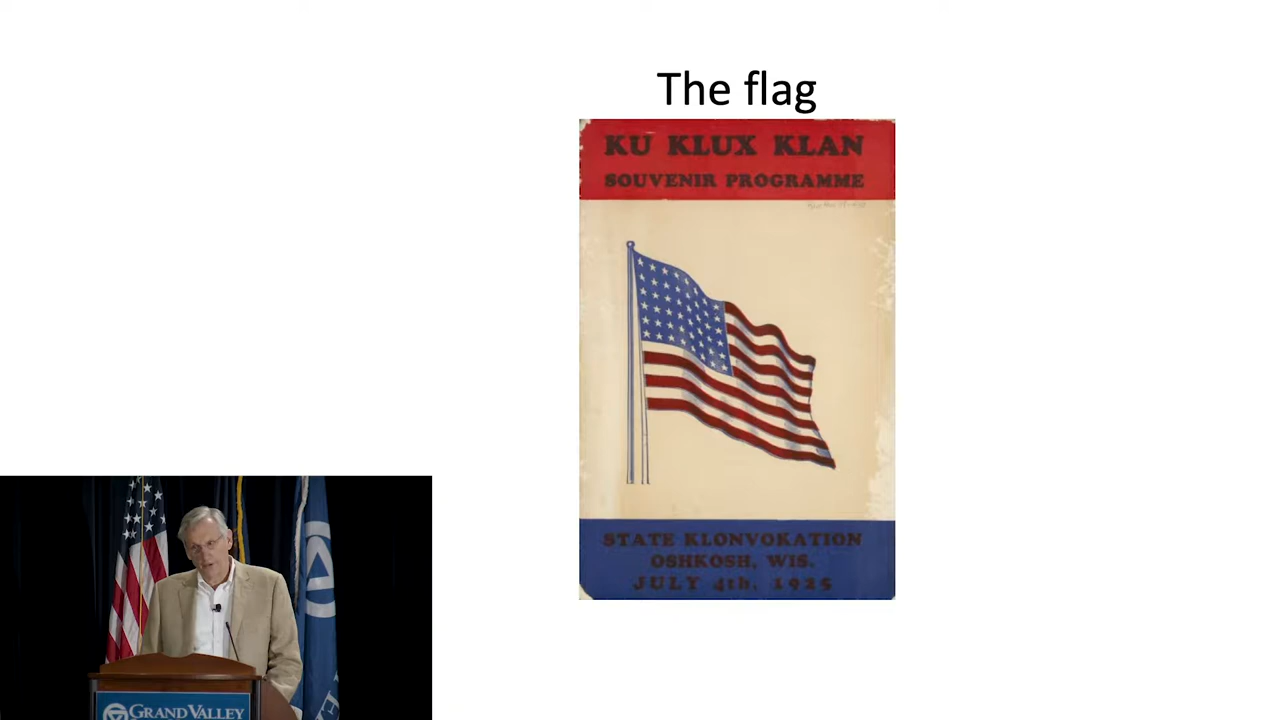 The flag
KU KLUX KLAN
SOUVENIR PROGRAMME
STATE KLONVOKATION
OSHKOSH, WIS.
JULY 4th, 1925
GRAND VALLEY